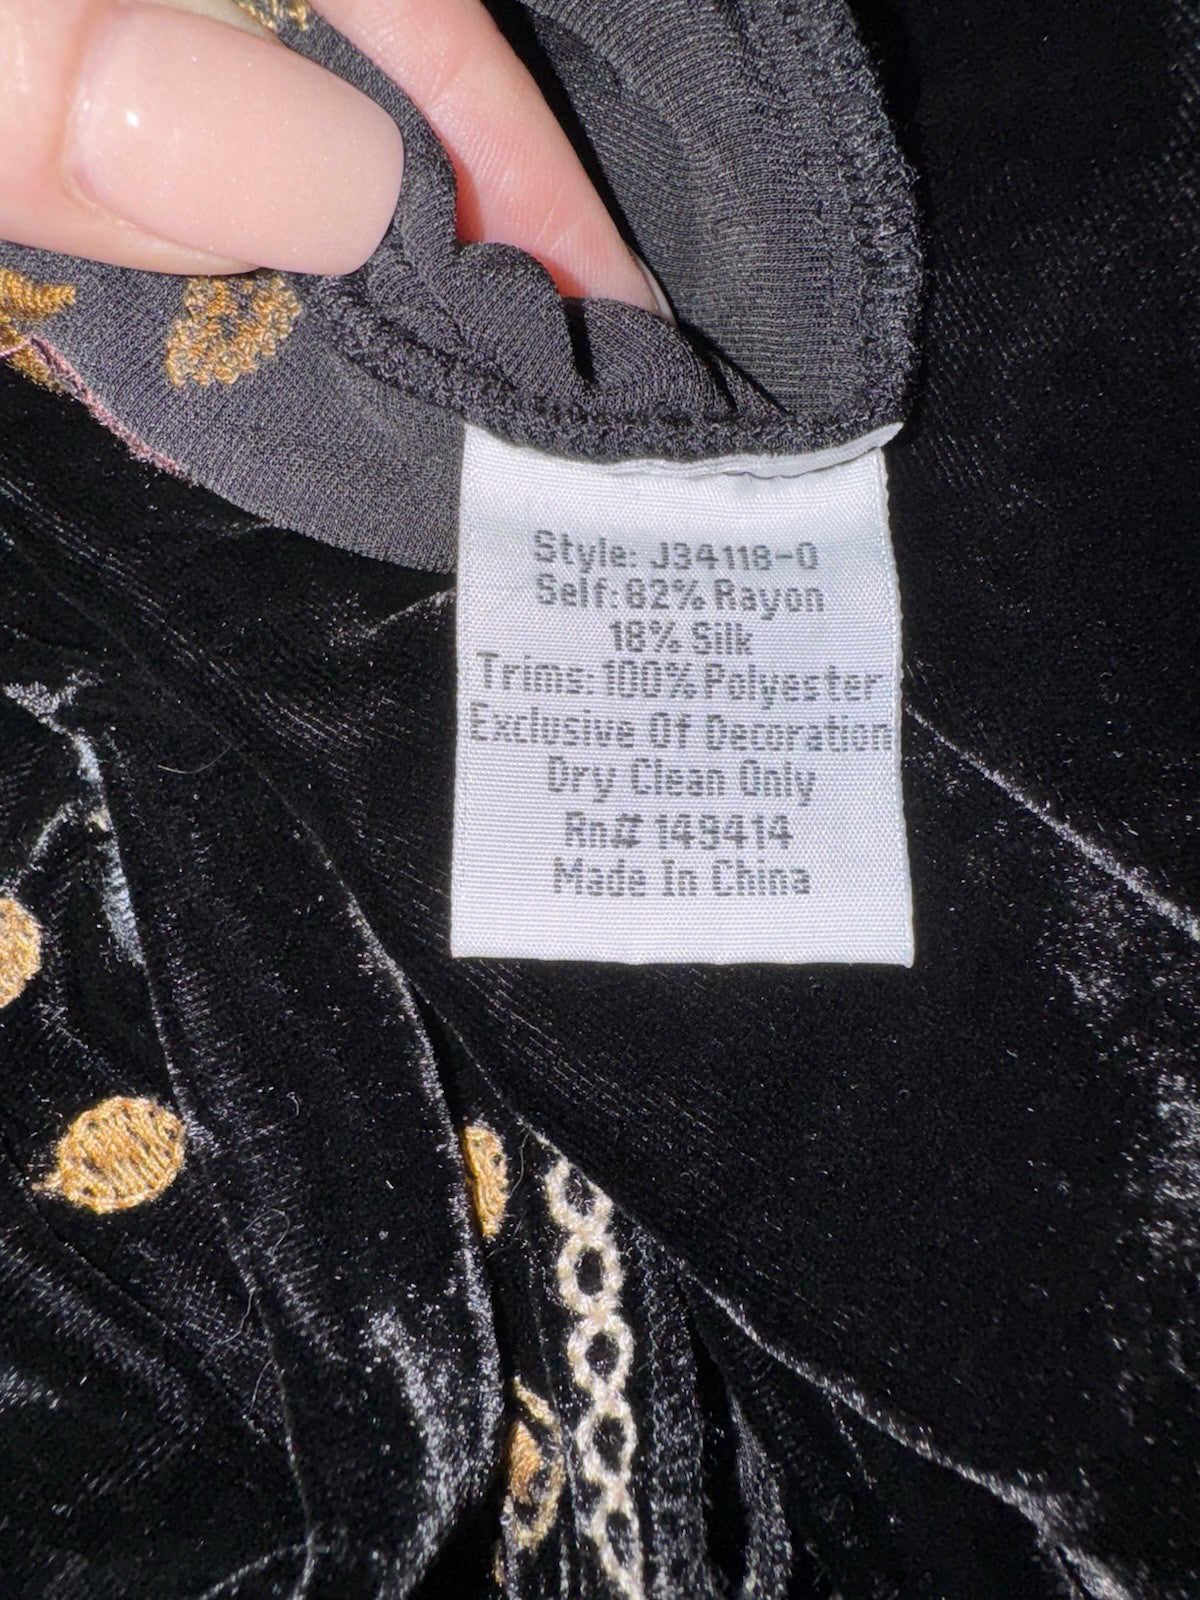 Style: J34118-0
Self: 82% Rayon
18% Silk
Trims: 100% Polyester
Exclusive Of Decoration
Dry Clean Only
Rn# 149414
Made In China